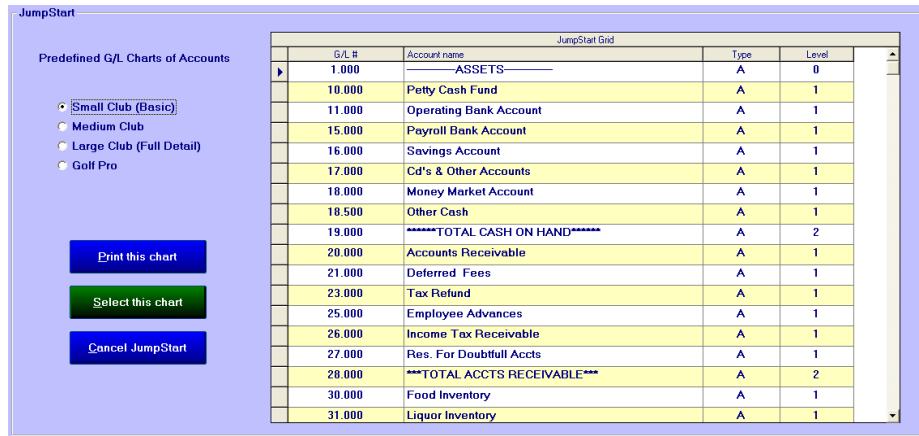 JumpStart
Predefined G/L Charts of Accounts
Small Club (Basic)
Medium Club
Large Club (Full Detail)
Golf Pro
Print this chart
Select this chart
Cancel JumpStart
JumpStart Grid
G/L # Account name Type Level
1.000 ————ASSETS———— A 0
10.000 Petty Cash Fund A 1
11.000 Operating Bank Account A 1
15.000 Payroll Bank Account A 1
16.000 Savings Account A 1
17.000 Cd's & Other Accounts A 1
18.000 Money Market Account A 1
18.500 Other Cash A 1
19.000 ******TOTAL CASH ON HAND****** A 2
20.000 Accounts Receivable A 1
21.000 Deferred Fees A 1
23.000 Tax Refund A 1
25.000 Employee Advances A 1
26.000 Income Tax Receivable A 1
27.000 Res. For Doubtfull Accts A 1
28.000 ***TOTAL ACCTS RECEIVABLE*** A 2
30.000 Food Inventory A 1
31.000 Liquor Inventory A 1